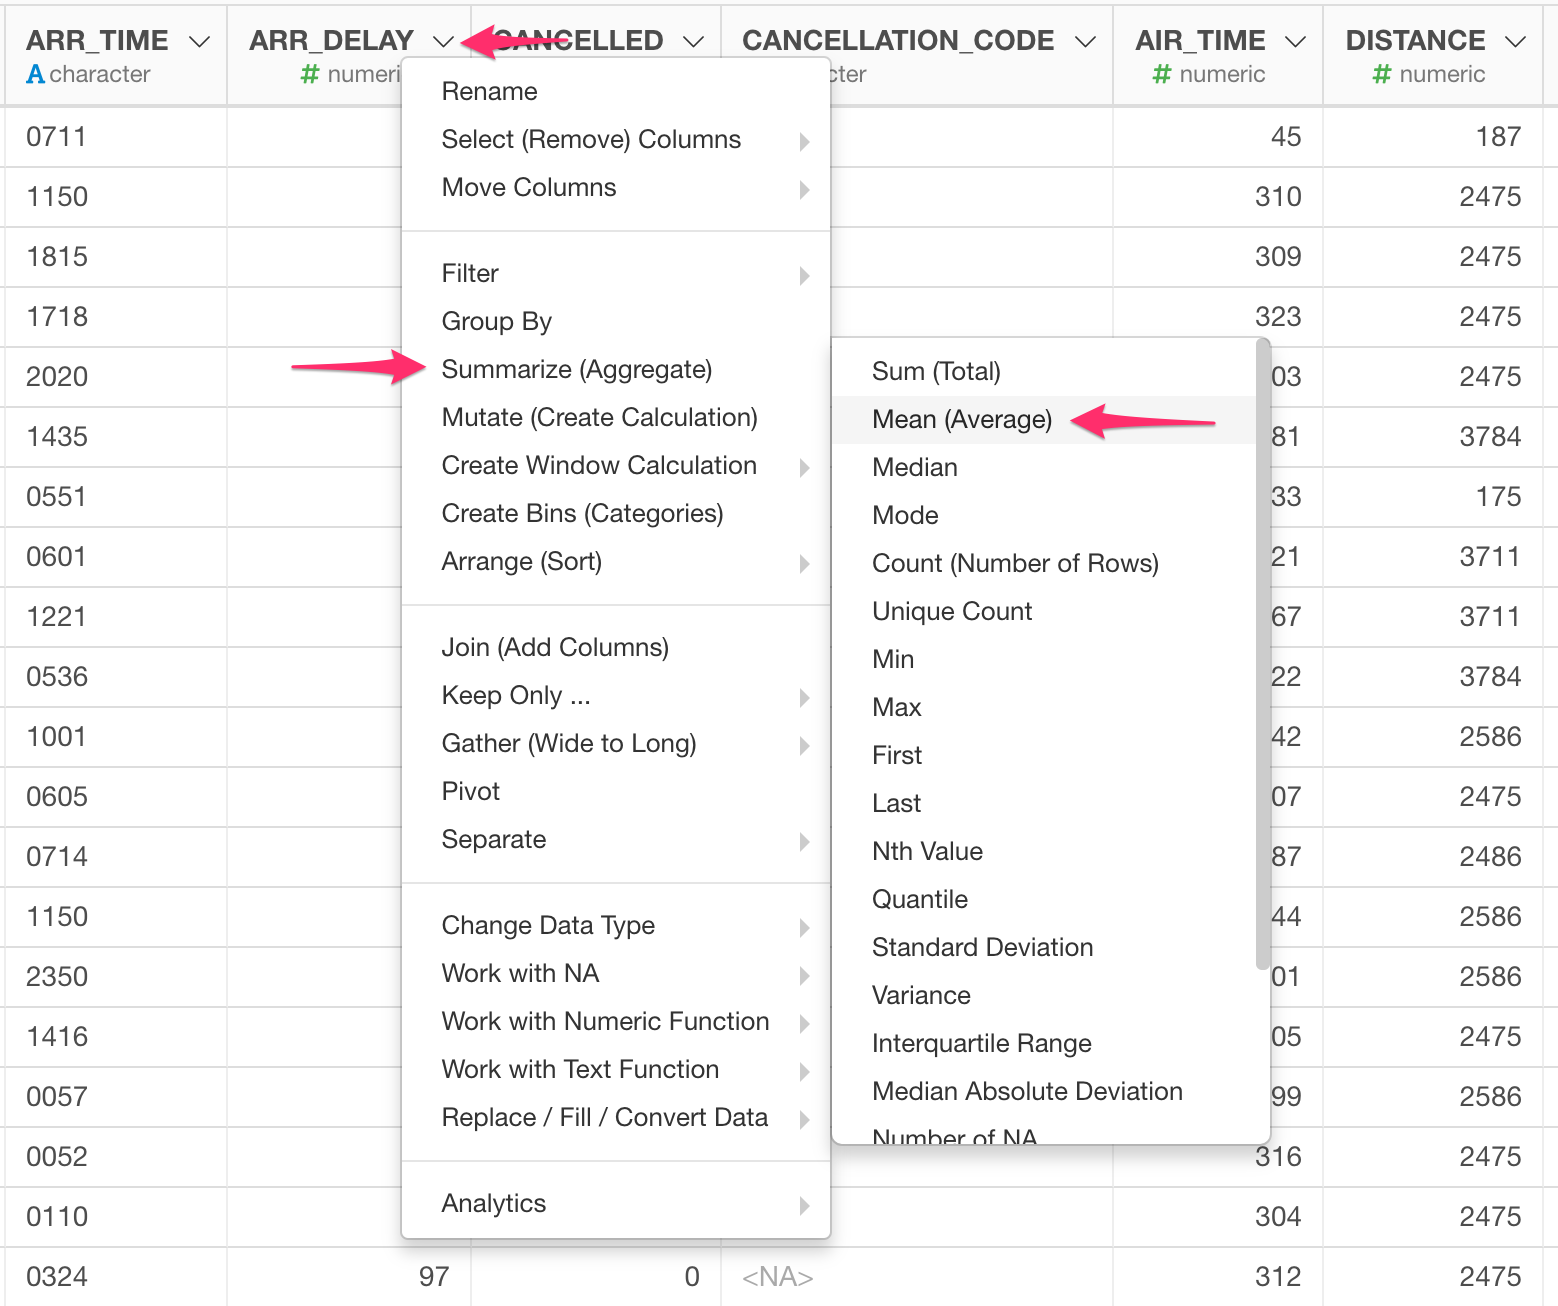 ARR_TIME ARR_DELAY CANCELLED CANCELLATION_CODE AIR_TIME DISTANCE
A character # numeri cter # numeric # numeric
Rename
Select (Remove) Columns
Move Columns
Filter
Group By
Summarize (Aggregate)
Mutate (Create Calculation)
Create Window Calculation
Create Bins (Categories)
Arrange (Sort)
Join (Add Columns)
Keep Only ...
Gather (Wide to Long)
Pivot
Separate
Change Data Type
Work with NA
Work with Numeric Function
Work with Text Function
Replace / Fill / Convert Data
Analytics
Sum (Total)
Mean (Average)
Median
Mode
Count (Number of Rows)
Unique Count
Min
Max
First
Last
Nth Value
Quantile
Standard Deviation
Variance
Interquartile Range
Median Absolute Deviation
Number of NA
0711 45 187
1150 310 2475
1815 309 2475
1718 323 2475
2020 03 2475
1435 81 3784
0551 33 175
0601 21 3711
1221 67 3711
0536 22 3784
1001 42 2586
0605 07 2475
0714 87 2486
1150 44 2586
2350 01 2586
1416 05 2475
0057 99 2586
0052 316 2475
0110 304 2475
0324 97 0 <NA> 312 2475